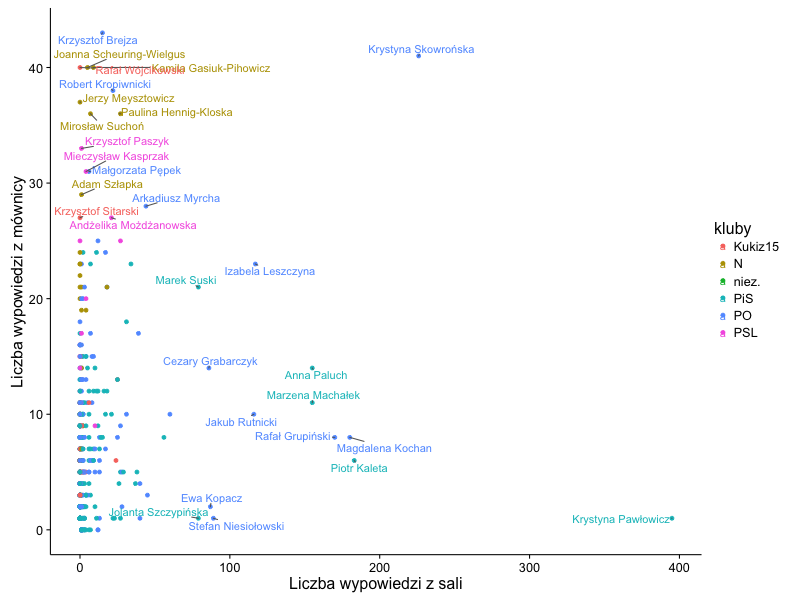 Krzysztof Brejza
Krystyna Skowrońska
Joanna Scheuring-Wielgus
Rafał Wójcikowski
Kamila Gasiuk-Pihowicz
Robert Kropiwnicki
Jerzy Meysztowicz
Paulina Hennig-Kloska
Mirosław Suchoń
Krzysztof Paszyk
Mieczysław Kasprzak
Małgorzata Pępek
Adam Szłapka
Arkadiusz Myrcha
Krzysztof Sitarski
Andżelika Możdżanowska
Izabela Leszczyna
Marek Suski
Cezary Grabarczyk
Anna Paluch
Marzena Machałek
Jakub Rutnicki
Rafał Grupiński
Magdalena Kochan
Piotr Kaleta
Ewa Kopacz
Jolanta Szczypińska
Stefan Niesiołowski
Krystyna Pawłowicz
40
30
20
10
0
Liczba wypowiedzi z mównicy
0 100 200 300 400
Liczba wypowiedzi z sali
kluby
a Kukiz15
a N
a niez.
a PiS
a PO
a PSL